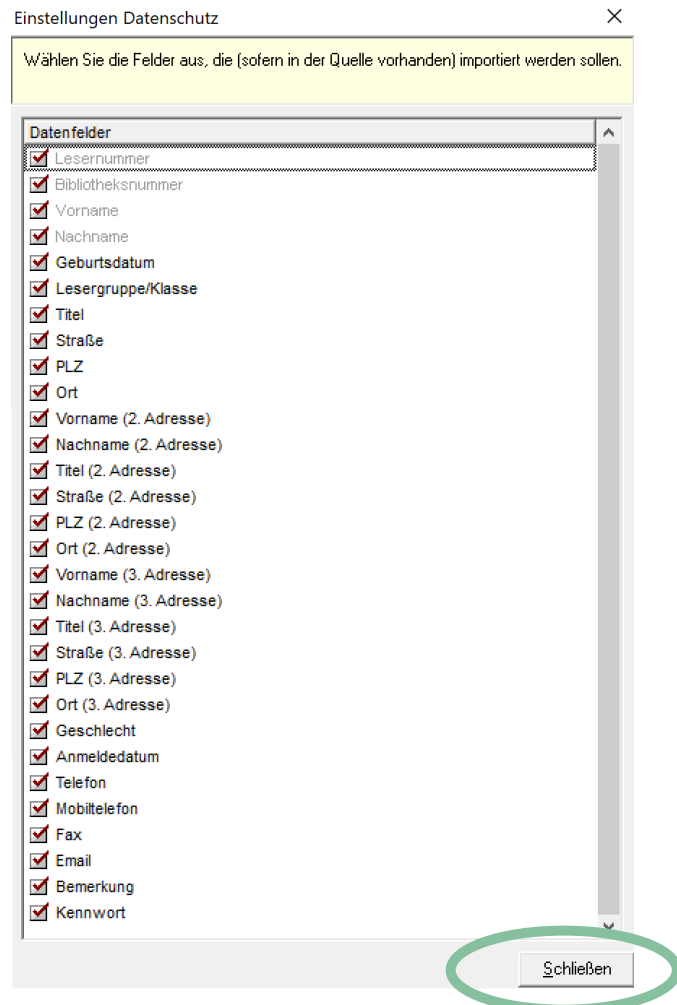 Einstellungen Datenschutz
Wählen Sie die Felder aus, die (sofern in der Quelle vorhanden) importiert werden sollen.
Datenfelder
Lesernummer
Bibliotheksnummer
Vorname
Nachname
Geburtsdatum
Lesergruppe/Klasse
Titel
Straße
PLZ
Ort
Vorname (2. Adresse)
Nachname (2. Adresse)
Titel (2. Adresse)
Straße (2. Adresse)
PLZ (2. Adresse)
Ort (2. Adresse)
Vorname (3. Adresse)
Nachname (3. Adresse)
Titel (3. Adresse)
Straße (3. Adresse)
PLZ (3. Adresse)
Ort (3. Adresse)
Geschlecht
Anmeldedatum
Telefon
Mobiltelefon
Fax
Email
Bemerkung
Kennwort
Schließen